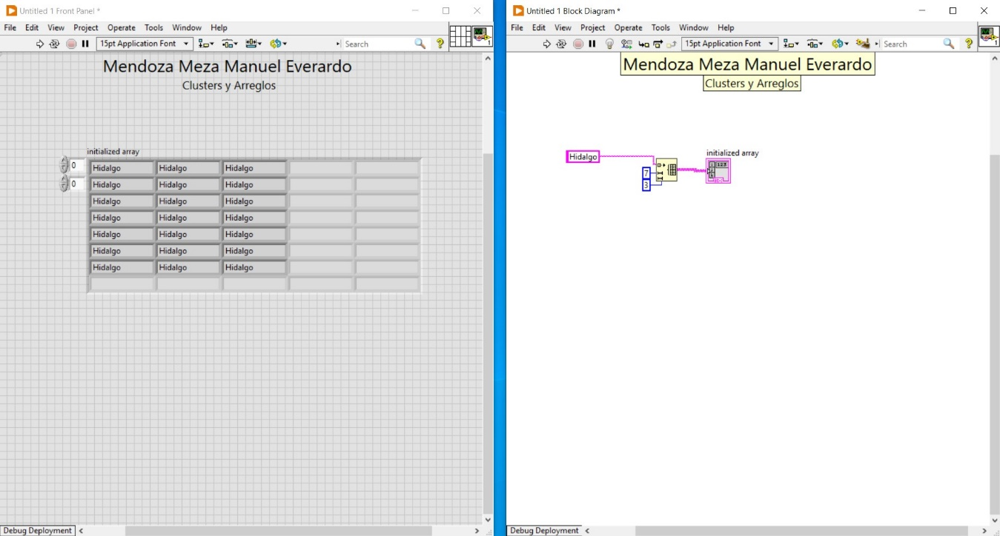 Untitled 1 Front Panel *
File Edit View Project Operate Tools Window Help
15pt Application Font
Search
1
Mendoza Meza Manuel Everardo
Clusters y Arreglos
initialized array
0
0
Hidalgo Hidalgo Hidalgo
Hidalgo Hidalgo Hidalgo
Hidalgo Hidalgo Hidalgo
Hidalgo Hidalgo Hidalgo
Hidalgo Hidalgo Hidalgo
Hidalgo Hidalgo Hidalgo
Hidalgo Hidalgo Hidalgo
Debug Deployment
Untitled 1 Block Diagram *
File Edit View Project Operate Tools Window Help
15pt Application Font
Search
1
Mendoza Meza Manuel Everardo
Clusters y Arreglos
Hidalgo
7
3
initialized array
Debug Deployment